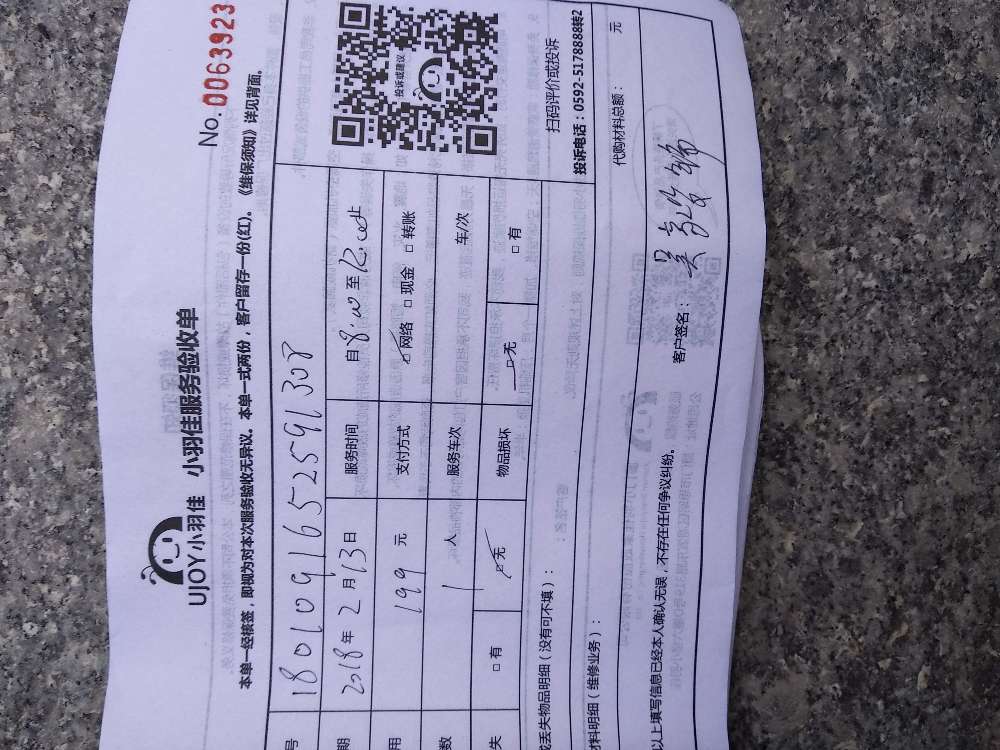 No. 0063923
UJOY小羽佳 小羽佳服务验收单
本单一经核签，即视为对本次服务验收无异议。本单一式两份，客户留存一份(红)。《维保须知》详见背面。
号 1801091652591308
期 2018年2月13日 服务时间 自8:00至12:00止
用 199 元 支付方式 ☑网络 □现金 □转账
数 1 人 服务车次 车/次
失 □有 ☑无 物品损坏 ☑无 □有
投诉或建议
扫码评价或投诉
投诉电话：0592-5178888转2
或丢失物品明细（没有可不填）：
材料明细（维修业务）： 代购材料总额： 元
以上填写信息已经本人确认无误，不存在任何争议纠纷。
客户签名：